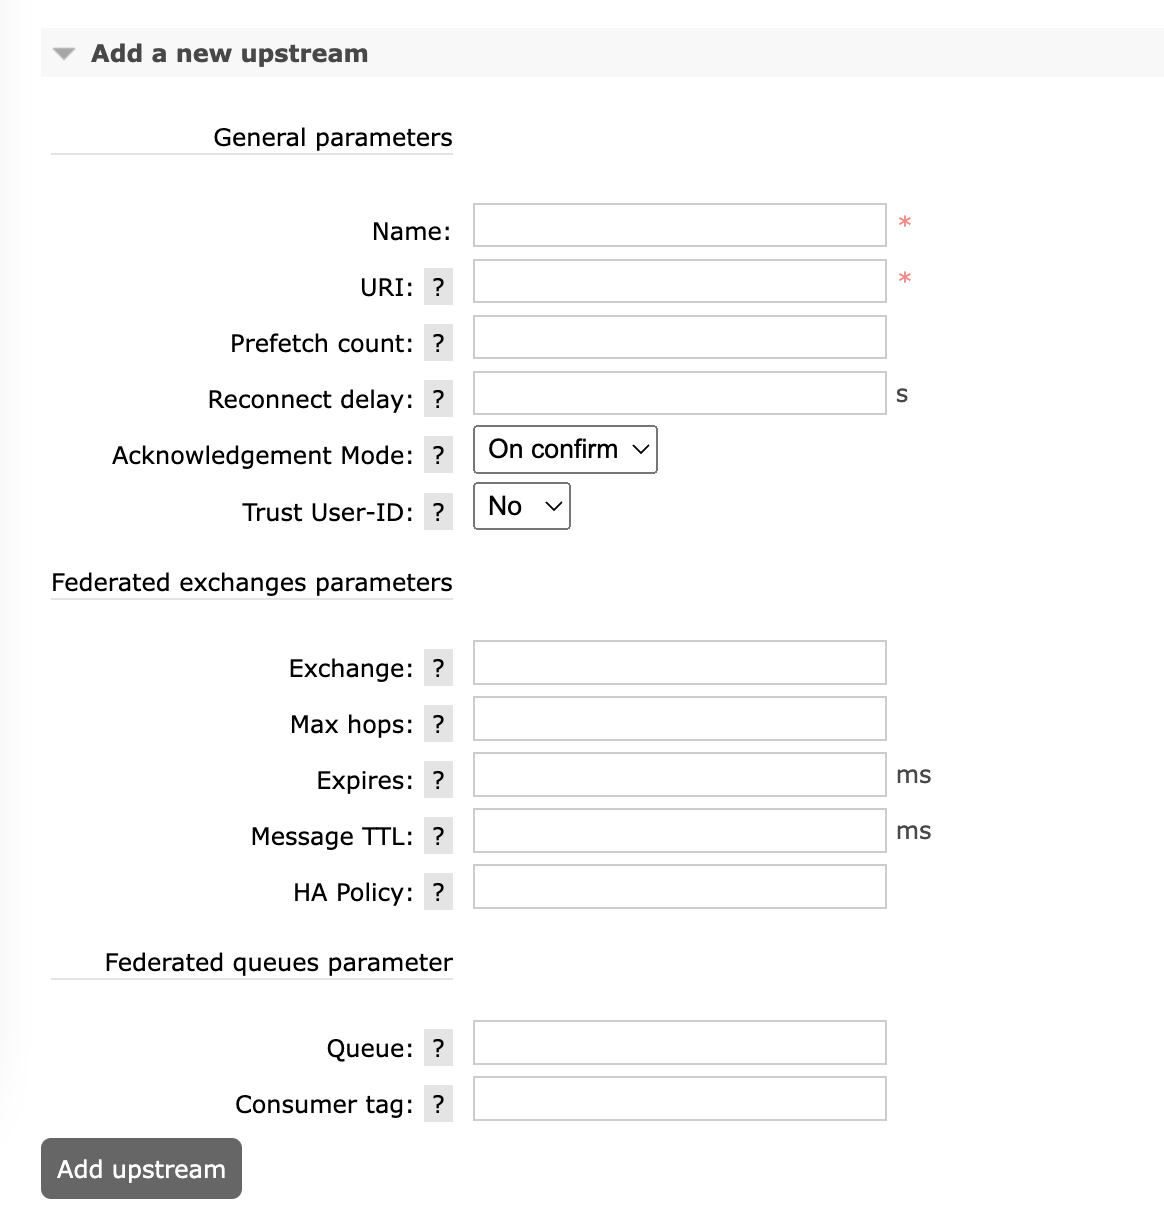 Add a new upstream
General parameters
Name: *
URI: ? *
Prefetch count: ?
Reconnect delay: ? s
Acknowledgement Mode: ? On confirm
Trust User-ID: ? No
Federated exchanges parameters
Exchange: ?
Max hops: ?
Expires: ? ms
Message TTL: ? ms
HA Policy: ?
Federated queues parameter
Queue: ?
Consumer tag: ?
Add upstream